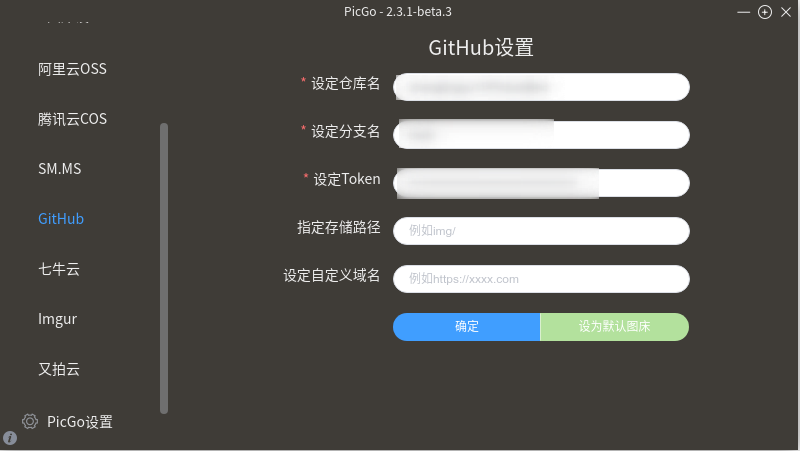 PicGo - 2.3.1-beta.3
GitHub设置
阿里云OSS
腾讯云COS
SM.MS
GitHub
七牛云
Imgur
又拍云
PicGo设置
* 设定仓库名
* 设定分支名
* 设定Token
指定存储路径
例如img/
设定自定义域名
例如https://xxxx.com
确定
设为默认图床